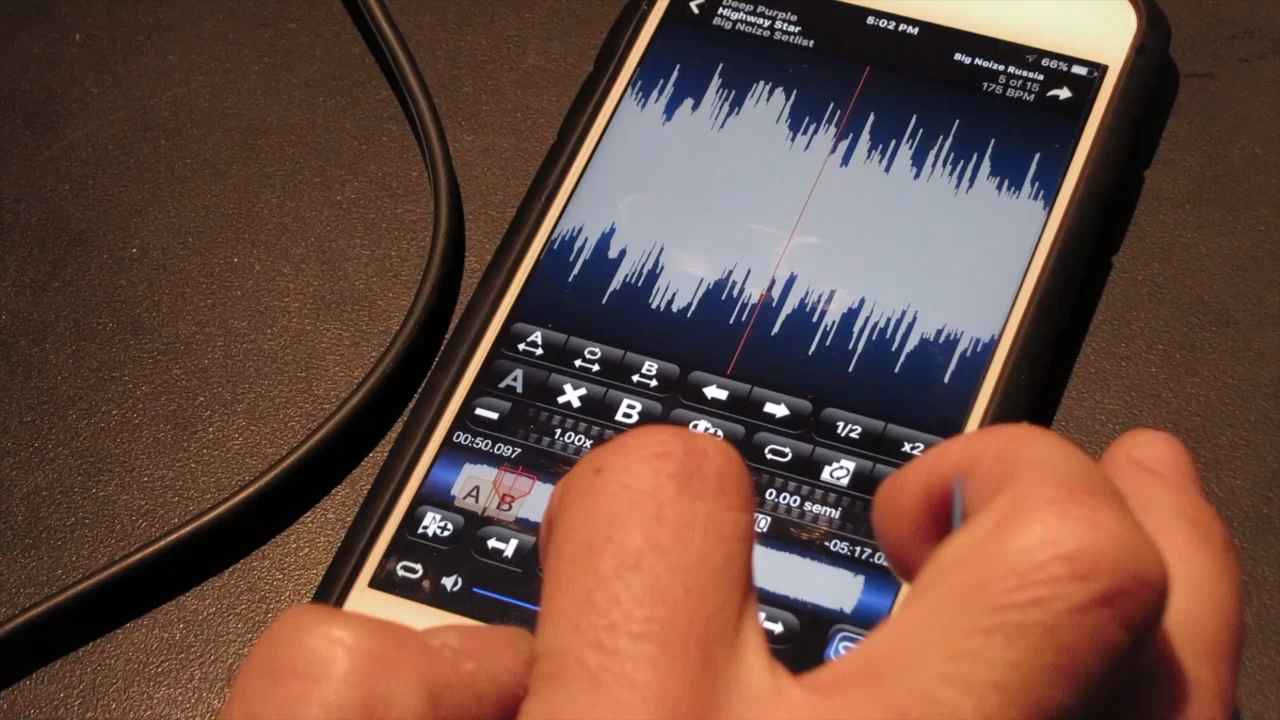 Deep Purple
Highway Star
Big Noize Setlist
5:02 PM
66%
Big Noize Russia
5 of 15
175 BPM
A
B
A
B
1/2
x2
1.00x
00:50.097
0.00 semi
A
B
-05:17.0